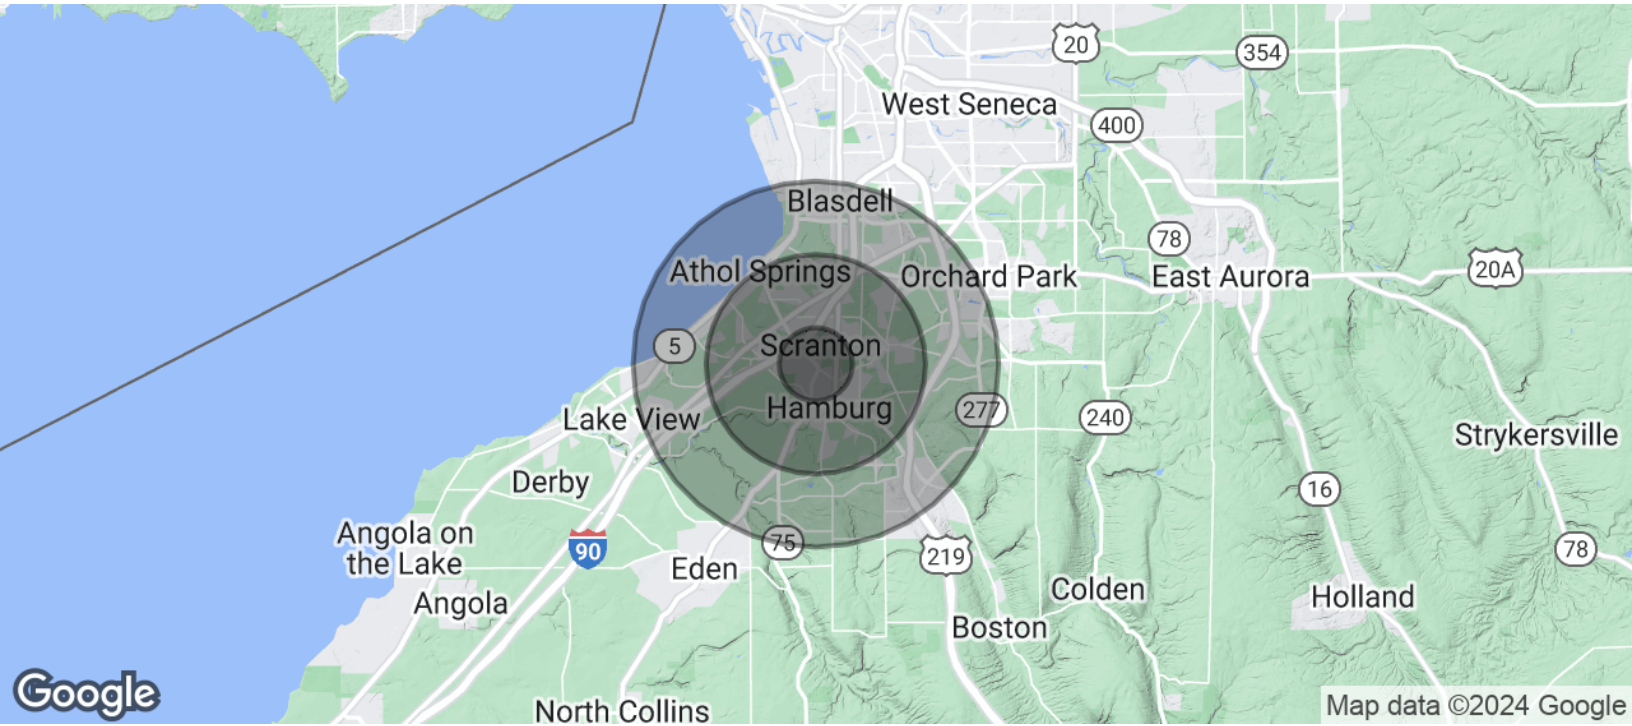 20
354
West Seneca
400
Blasdell
78
Athol Springs
Orchard Park
East Aurora
20A
5
Scranton
Hamburg
277
240
Lake View
Strykersville
Derby
16
Angola on
the Lake
90
75
219
78
Eden
Colden
Holland
Angola
Boston
Google
North Collins
Map data ©2024 Google